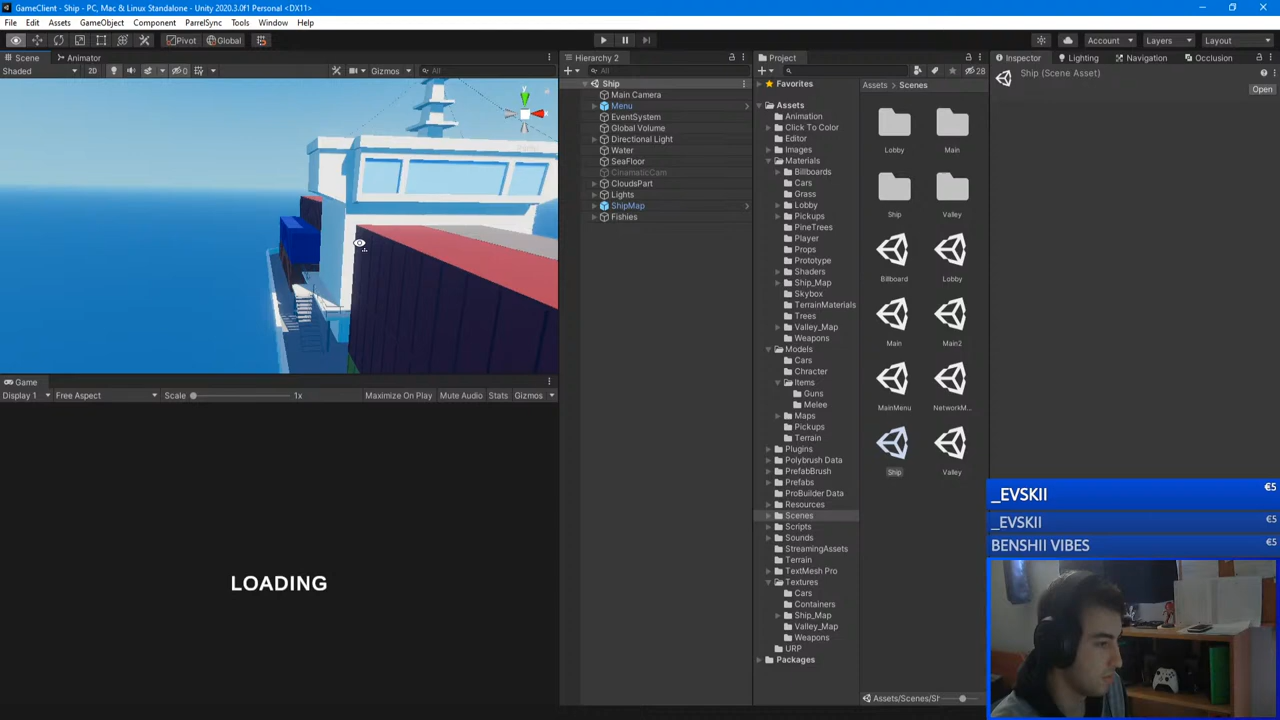 GameClient - Ship - PC, Mac & Linux Standalone - Unity 2020.3.0f1 Personal <DX11>
File Edit Assets GameObject Component ParrelSync Tools Window Help
Pivot Global Account Layers Layout
Scene Animator
Shaded 2D 0 Gizmos All
Hierarchy 2
All
Ship
Main Camera
Menu
EventSystem
Global Volume
Directional Light
Water
SeaFloor
CinamaticCam
CloudsPart
Lights
ShipMap
Fishies
Project
28
Favorites
Assets
Animation
Click To Color
Editor
Images
Materials
Billboards
Cars
Grass
Lobby
Pickups
PineTrees
Player
Props
Prototype
Shaders
Ship_Map
Skybox
TerrainMaterials
Trees
Valley_Map
Weapons
Models
Cars
Chracter
Items
Guns
Melee
Maps
Pickups
Terrain
Plugins
Polybrush Data
PrefabBrush
Prefabs
ProBuilder Data
Resources
Scenes
Scripts
Sounds
StreamingAssets
Terrain
TextMesh Pro
Textures
Cars
Containers
Ship_Map
Valley_Map
Weapons
URP
Packages
Assets > Scenes
Lobby Main
Ship Valley
Billboard Lobby
Main Main2
MainMenu NetworkM...
Ship Valley
Assets/Scenes/Sh
Inspector Lighting Navigation Occlusion
Ship (Scene Asset)
Open
Game
Display 1 Free Aspect Scale 1x Maximize On Play Mute Audio Stats Gizmos
LOADING
_EVSKII €5
_EVSKII €5
BENSHII VIBES €5